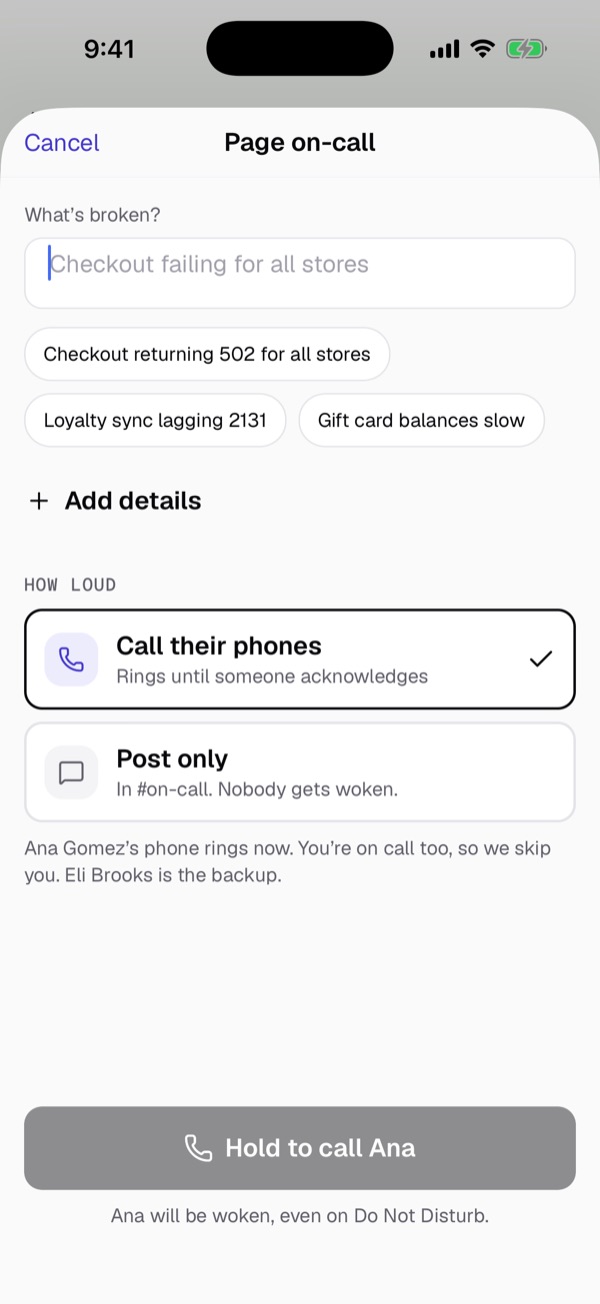 9:41
Cancel
Page on-call
What’s broken?
Checkout failing for all stores
Checkout returning 502 for all stores
Loyalty sync lagging 2131
Gift card balances slow
+ Add details
HOW LOUD
Call their phones
Rings until someone acknowledges
Post only
In #on-call. Nobody gets woken.
Ana Gomez’s phone rings now. You’re on call too, so we skip
you. Eli Brooks is the backup.
Hold to call Ana
Ana will be woken, even on Do Not Disturb.